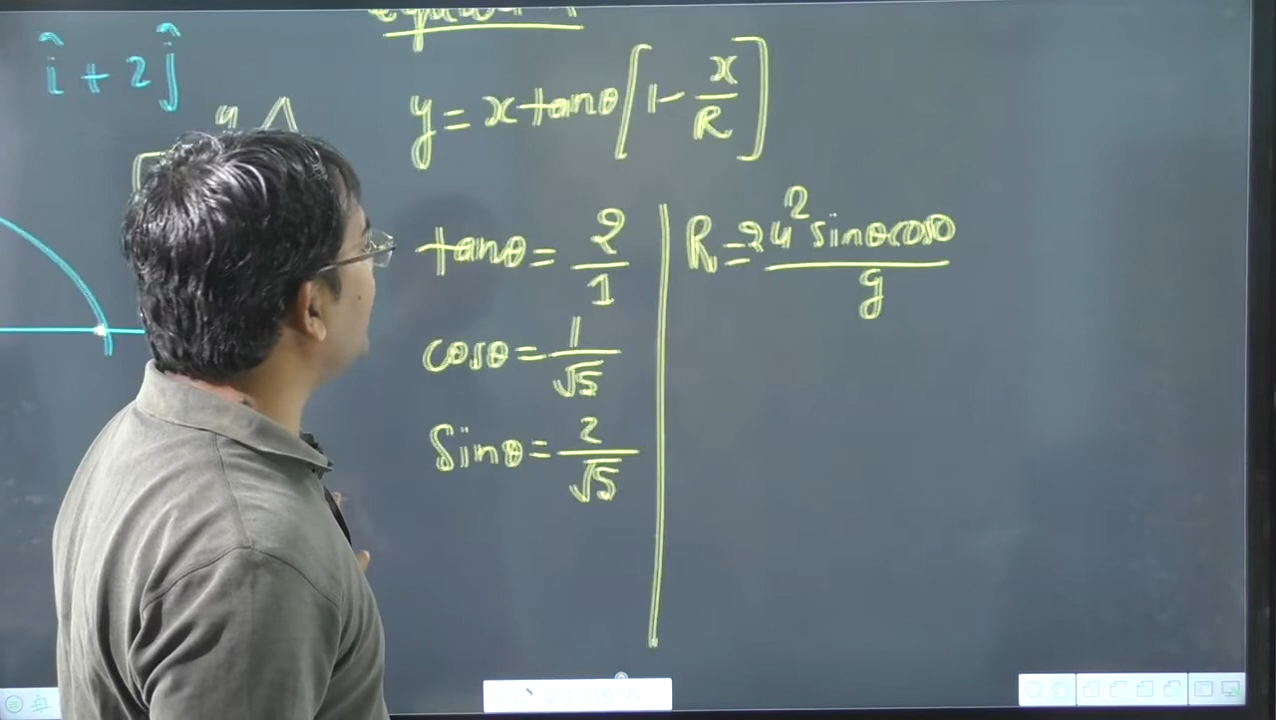 î + 2ĵ
y
y = x tanθ [1 - x/R]
tanθ = 2/1
cosθ = 1/√5
sinθ = 2/√5
R = 2u² sinθcosθ / g